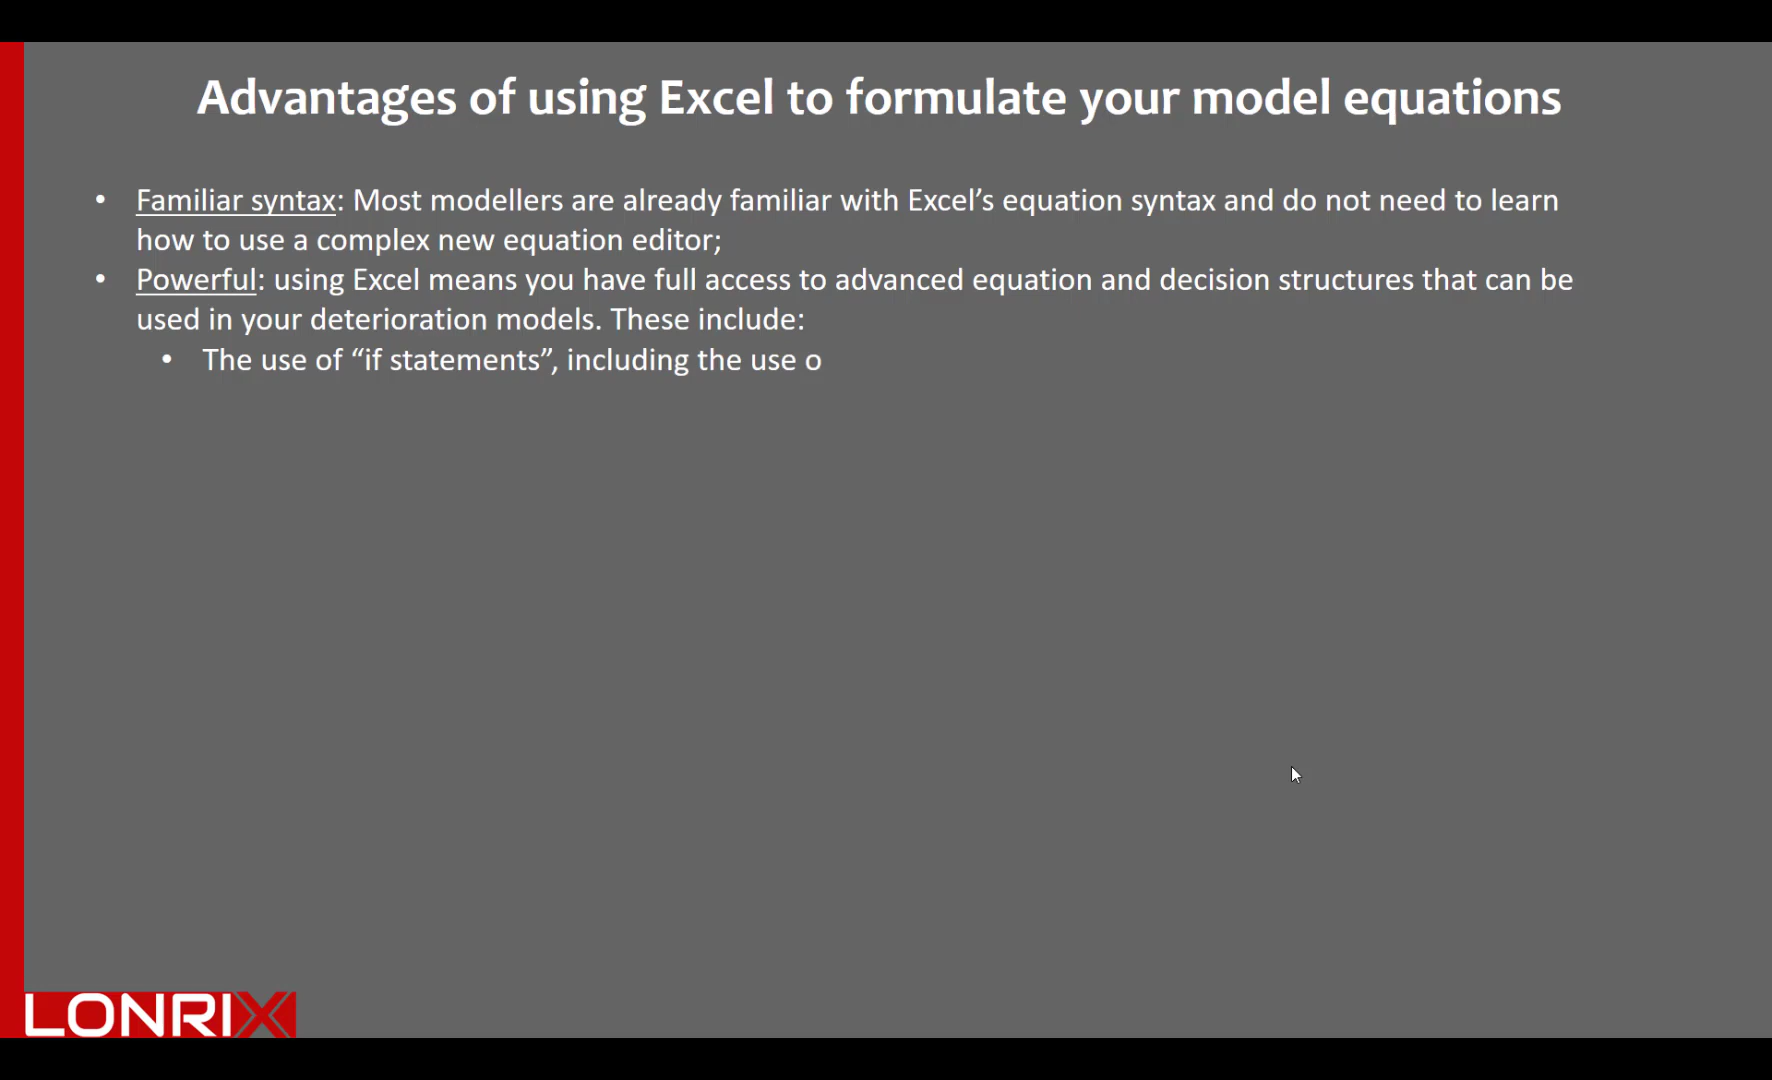 Advantages of using Excel to formulate your model equations
• Familiar syntax: Most modellers are already familiar with Excel’s equation syntax and do not need to learn
how to use a complex new equation editor;
• Powerful: using Excel means you have full access to advanced equation and decision structures that can be
used in your deterioration models. These include:
• The use of “if statements”, including the use o
LONRIX